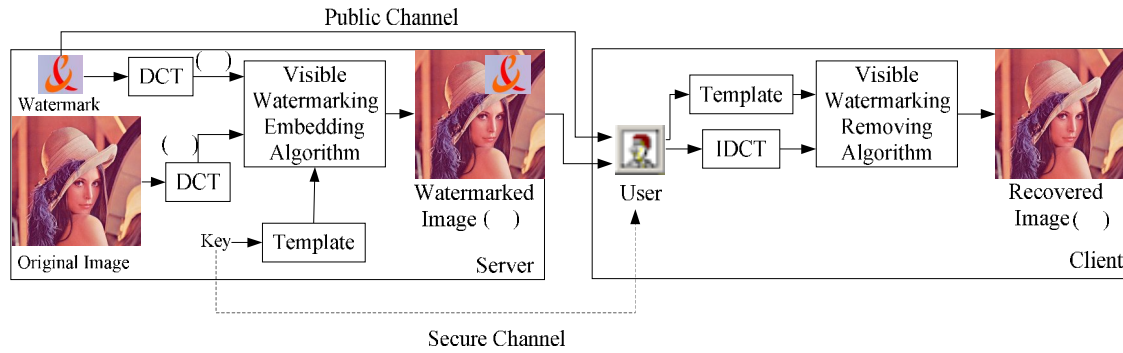 Public Channel
Watermark
DCT
( )
Visible
Watermarking
Embedding
Algorithm
( )
DCT
Original Image
Key
Template
Watermarked
Image ( )
Server
User
Template
IDCT
Visible
Watermarking
Removing
Algorithm
Recovered
Image( )
Client
Secure Channel